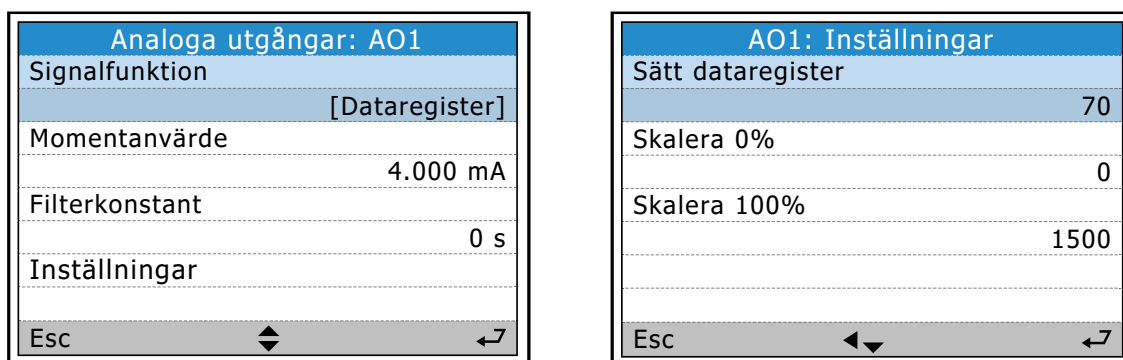 Analoga utgångar: AO1
Signalfunktion
[Dataregister]
Momentanvärde
4.000 mA
Filterkonstant
0 s
Inställningar
Esc
AO1: Inställningar
Sätt dataregister
70
Skalera 0%
0
Skalera 100%
1500
Esc